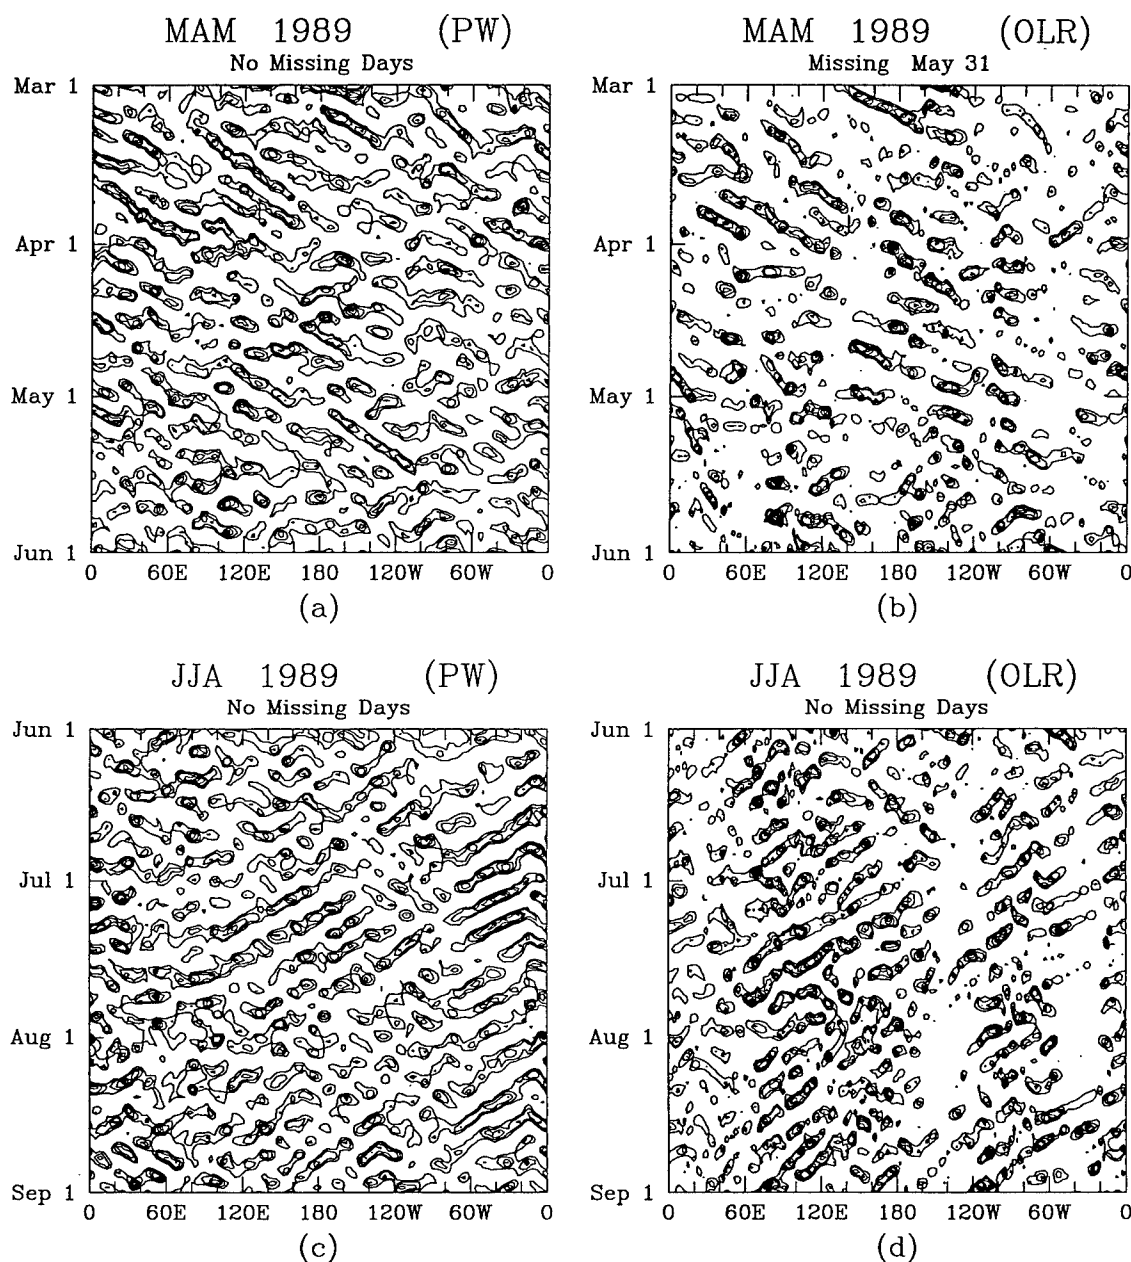 MAM 1989 (PW)
No Missing Days
Mar 1
Apr 1
May 1
Jun 1
0 60E 120E 180 120W 60W 0
(a)
MAM 1989 (OLR)
Missing May 31
Mar 1
Apr 1
May 1
Jun 1
0 60E 120E 180 120W 60W 0
(b)
JJA 1989 (PW)
No Missing Days
Jun 1
Jul 1
Aug 1
Sep 1
0 60E 120E 180 120W 60W 0
(c)
JJA 1989 (OLR)
No Missing Days
Jun 1
Jul 1
Aug 1
Sep 1
0 60E 120E 180 120W 60W 0
(d)